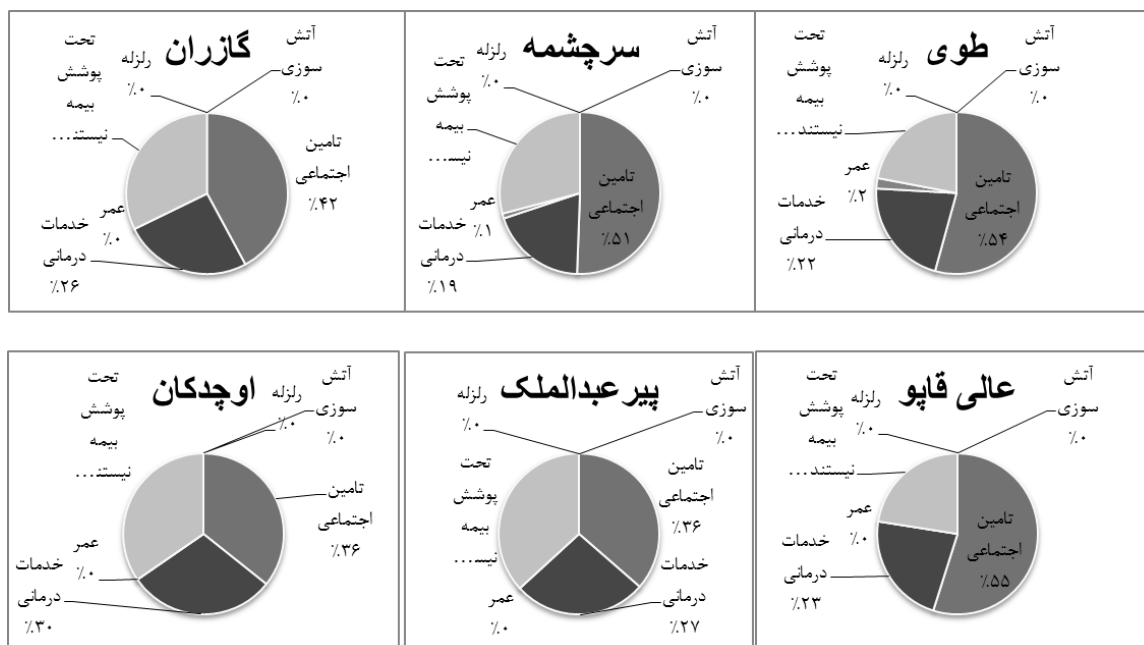 طوی
آتش
سوزی
٪۰
تامین
اجتماعی
٪۵۴
خدمات
درمانی
٪۲۲
عمر
٪۲
تحت
پوشش
بیمه
نیستند...
رلزله
٪۰
سرچشمه
آتش
سوزی
٪۰
تامین
اجتماعی
٪۵۱
خدمات
درمانی
٪۱۹
عمر
٪۱
تحت
پوشش
بیمه
نیس...
رلزله
٪۰
گازران
آتش
سوزی
٪۰
تامین
اجتماعی
٪۴۲
خدمات
درمانی
٪۲۶
عمر
٪۰
تحت
پوشش
بیمه
نیستند...
رلزله
٪۰
عالی قاپو
آتش
سوزی
٪۰
تامین
اجتماعی
٪۵۵
خدمات
درمانی
٪۲۳
عمر
٪۰
تحت
پوشش
بیمه
نیستند...
رلزله
٪۰
پیرعبدالملک
آتش
سوزی
٪۰
تامین
اجتماعی
٪۳۶
خدمات
درمانی
٪۲۷
عمر
٪۰
تحت
پوشش
بیمه
نیس...
رلزله
٪۰
اوچدکان
آتش
سوزی
٪۰
تامین
اجتماعی
٪۳۶
خدمات
درمانی
٪۳۰
عمر
٪۰
تحت
پوشش
بیمه
نیستن...
رلزله
٪۰